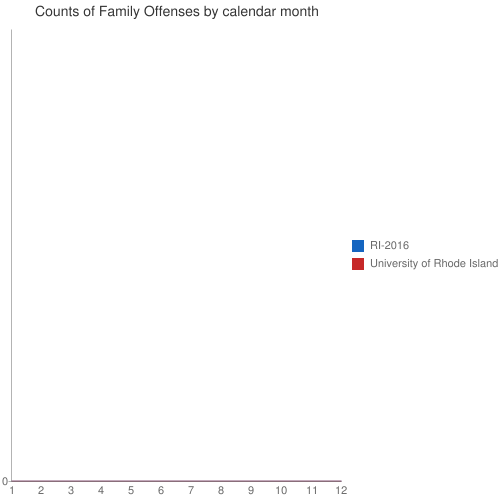 Counts of Family Offenses by calendar month
RI-2016
University of Rhode Island
0
1 2 3 4 5 6 7 8 9 10 11 12